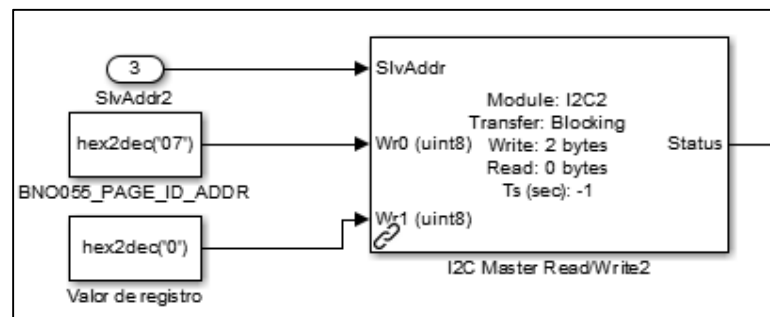 3
SlvAddr2
hex2dec('07')
BNO055_PAGE_ID_ADDR
hex2dec('0')
Valor de registro
SlvAddr
Wr0 (uint8)
Wr1 (uint8)
Module: I2C2
Transfer: Blocking
Write: 2 bytes
Read: 0 bytes
Ts (sec): -1
Status
I2C Master Read/Write2